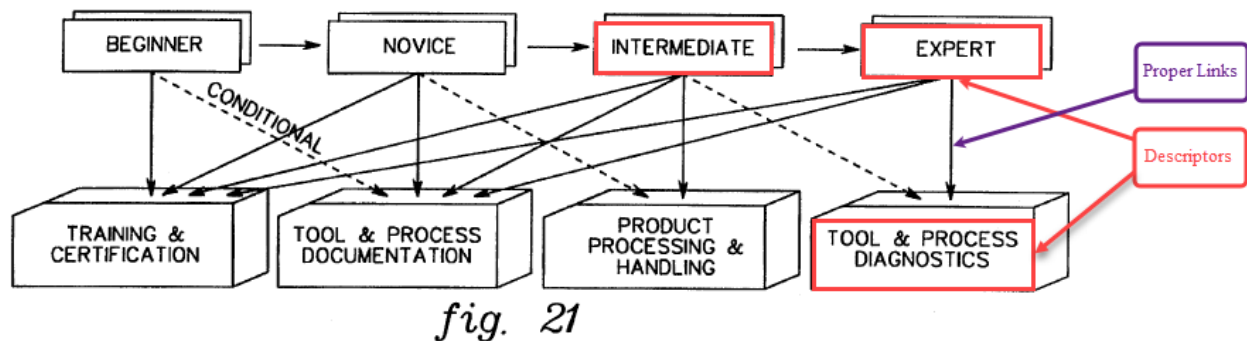 BEGINNER
NOVICE
INTERMEDIATE
EXPERT
Proper Links
CONDITIONAL
Descriptors
TRAINING &
CERTIFICATION
TOOL & PROCESS
DOCUMENTATION
PRODUCT
PROCESSING &
HANDLING
TOOL & PROCESS
DIAGNOSTICS
fig. 21